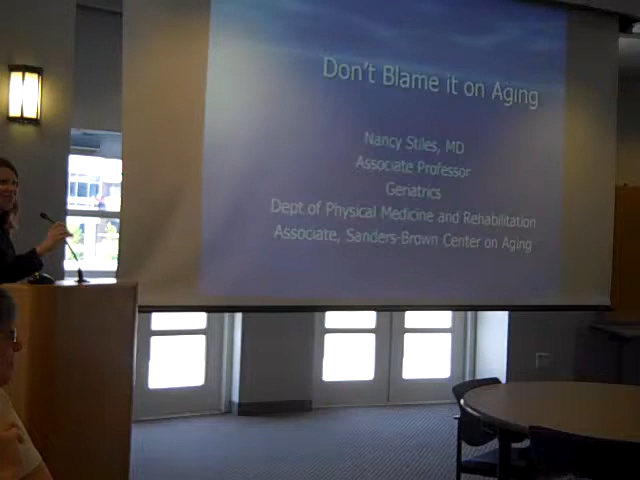 Don't Blame it on Aging
Nancy Stiles, MD
Associate Professor
Geriatrics
Dept of Physical Medicine and Rehabilitation
Associate, Sanders-Brown Center on Aging